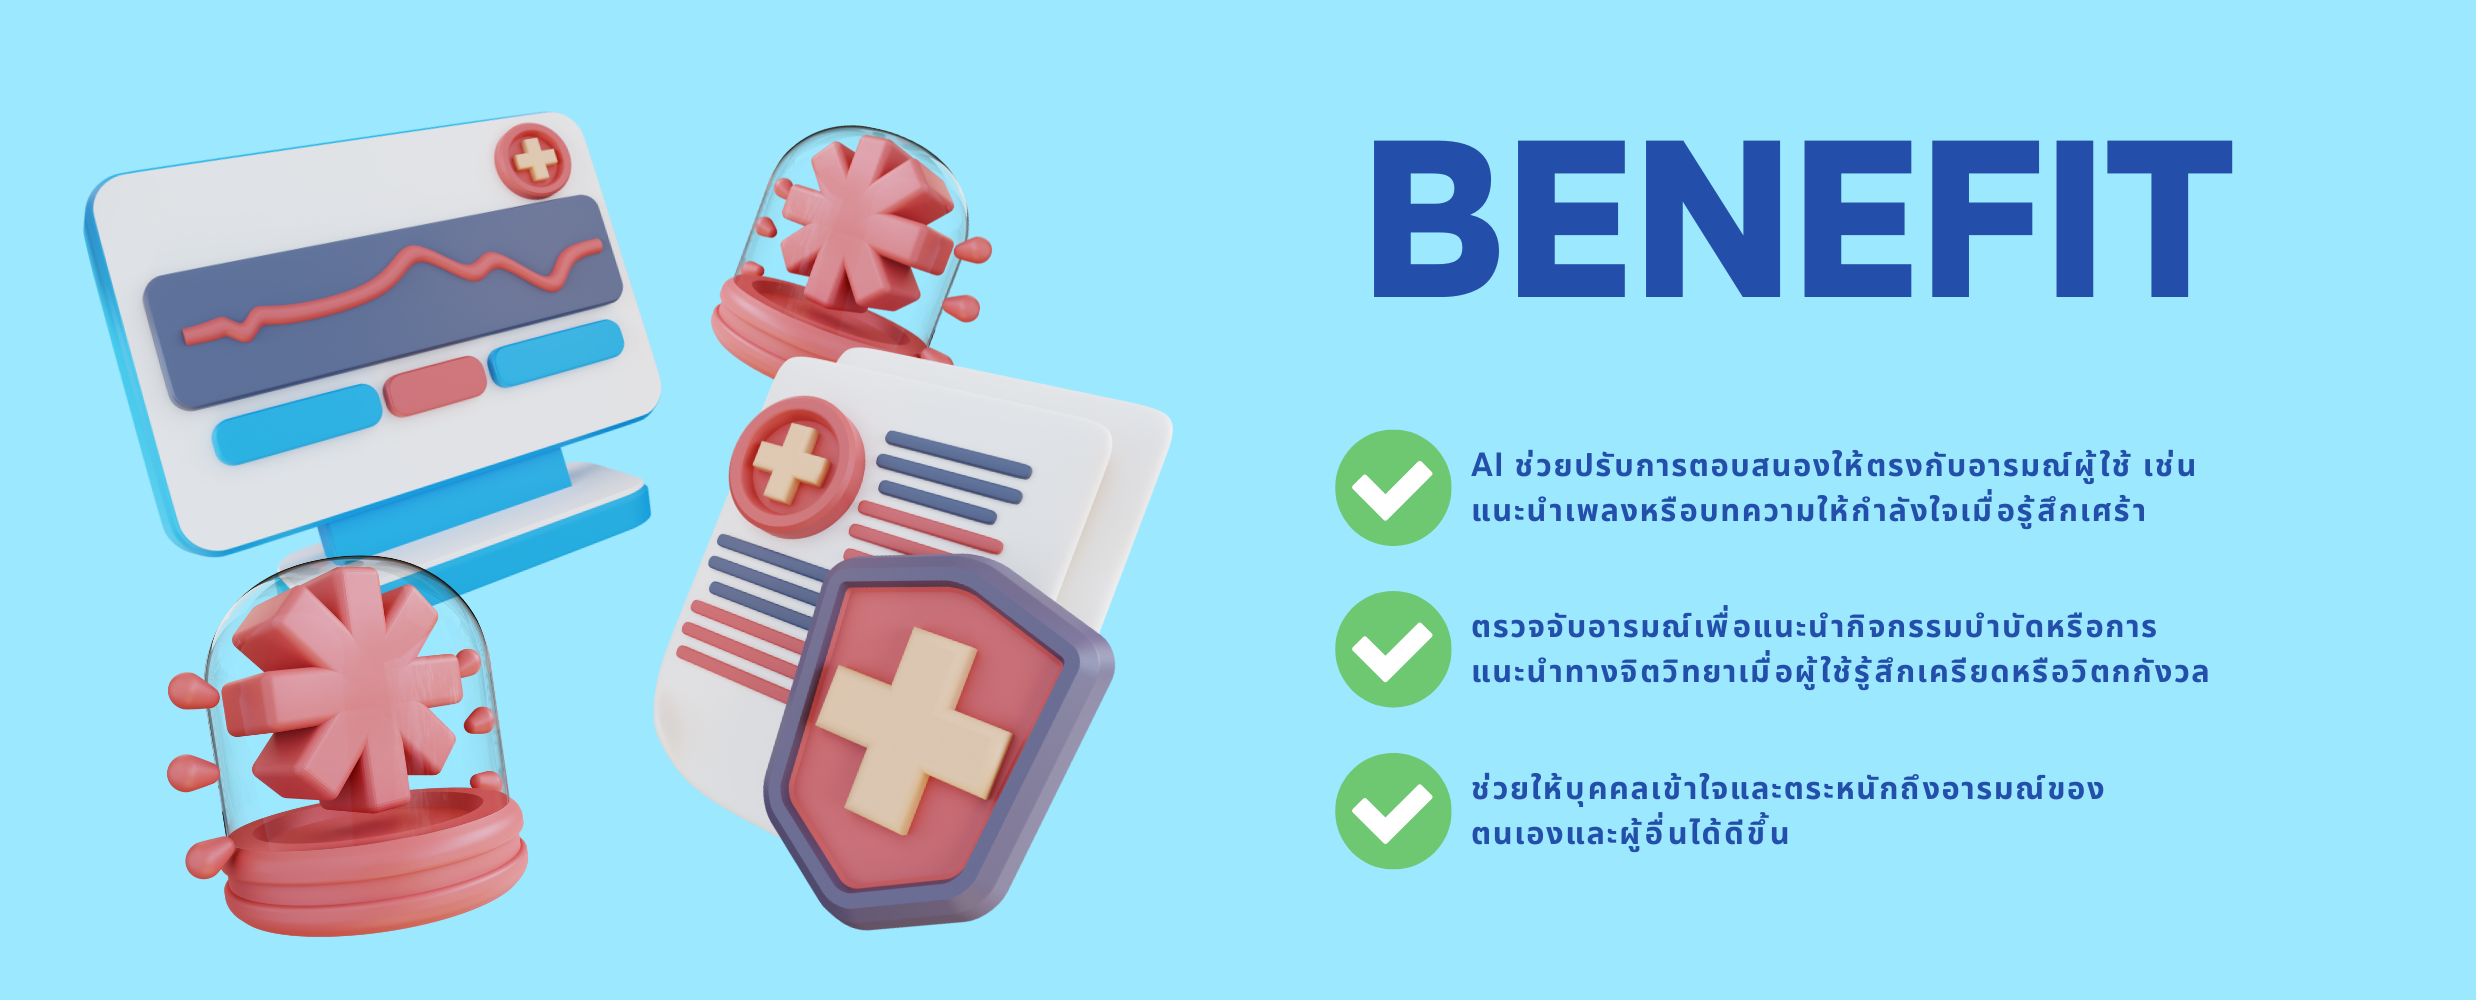 BENEFIT
AI ช่วยปรับการตอบสนองให้ตรงกับอารมณ์ผู้ใช้ เช่น
แนะนำเพลงหรือบทความให้กำลังใจเมื่อรู้สึกเศร้า
ตรวจจับอารมณ์เพื่อแนะนำกิจกรรมบำบัดหรือการ
แนะนำทางจิตวิทยาเมื่อผู้ใช้รู้สึกเครียดหรือวิตกกังวล
ช่วยให้บุคคลเข้าใจและตระหนักถึงอารมณ์ของ
ตนเองและผู้อื่นได้ดีขึ้น